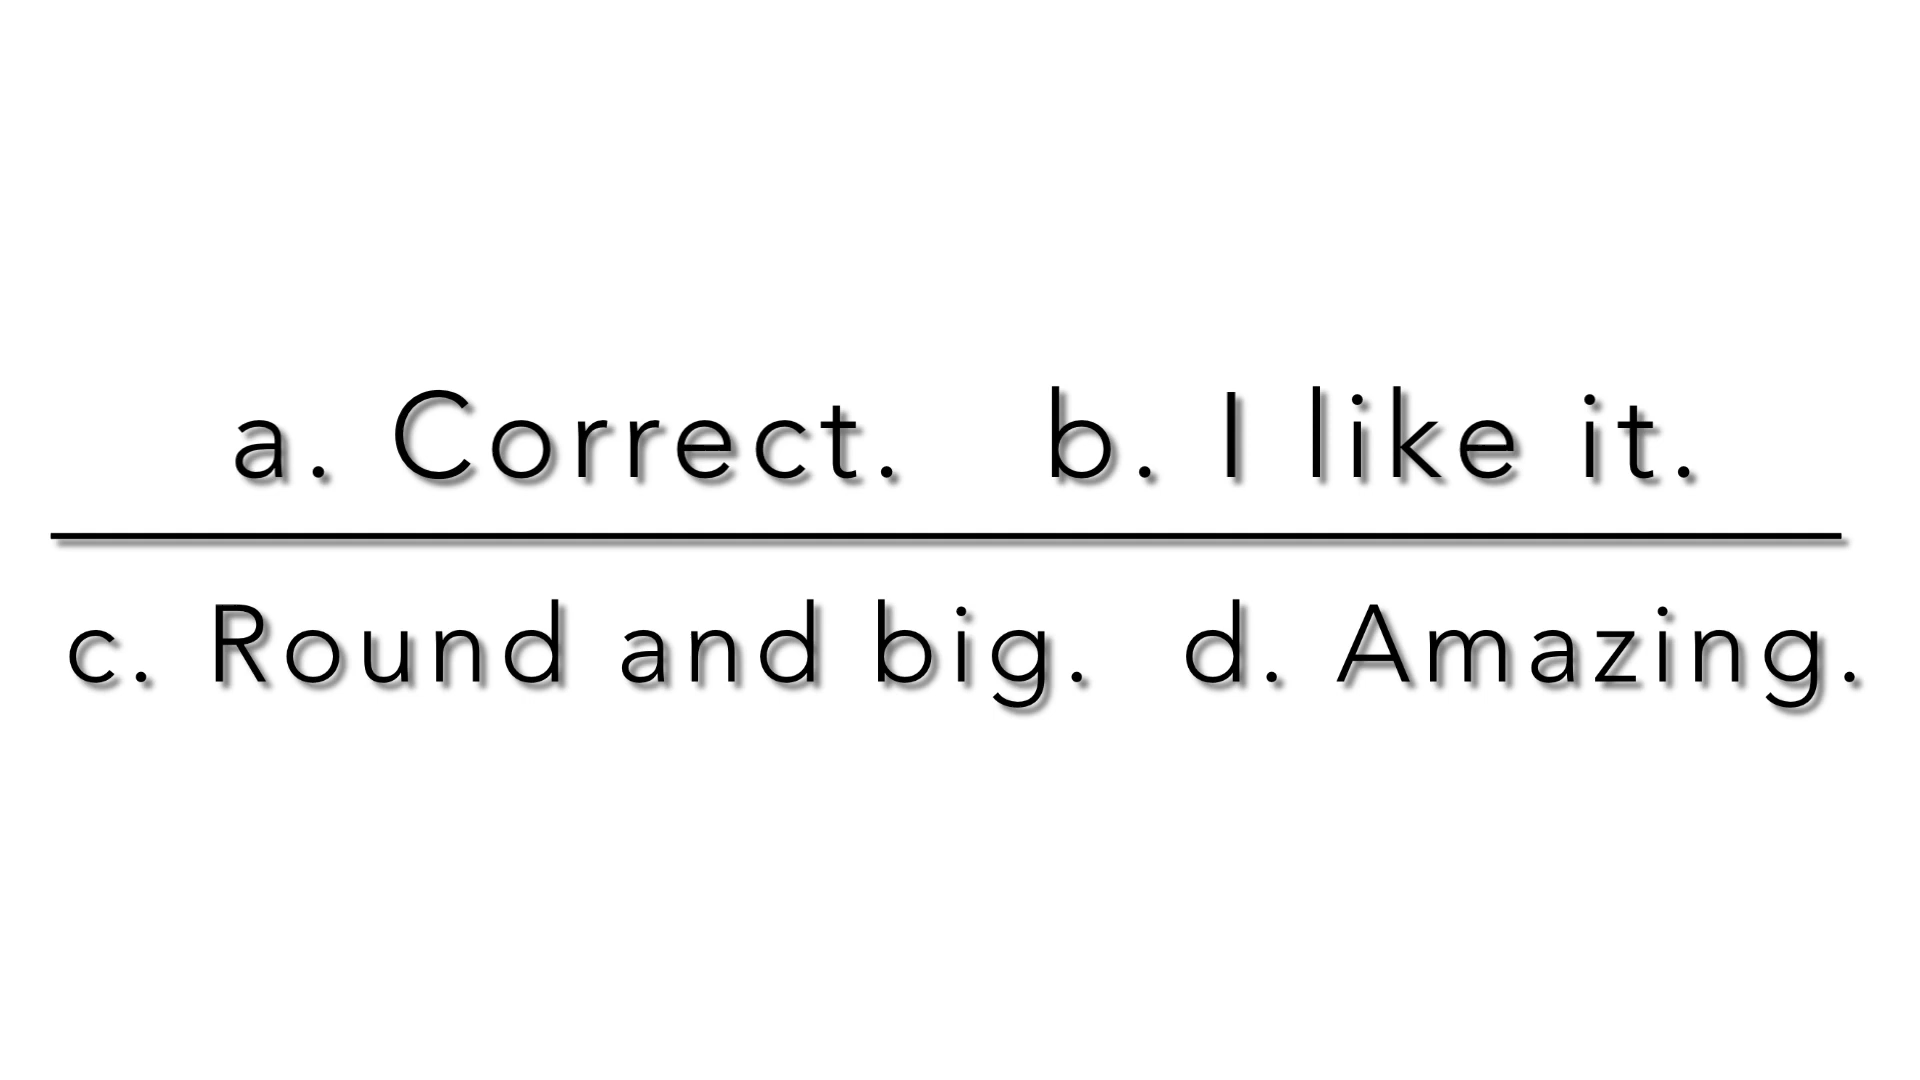 a. Correct. b. I like it.
c. Round and big. d. Amazing.